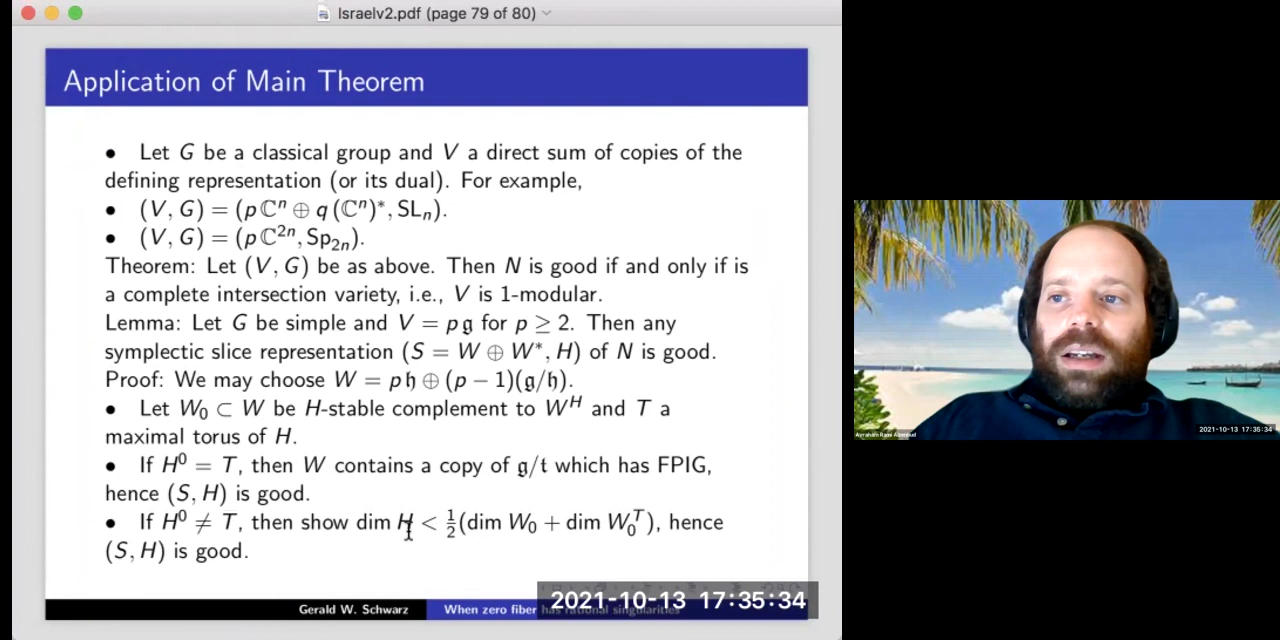 Israelv2.pdf (page 79 of 80)
Application of Main Theorem
• Let G be a classical group and V a direct sum of copies of the
defining representation (or its dual). For example,
• (V, G) = (p ℂⁿ ⊕ q (ℂⁿ)*, SLₙ).
• (V, G) = (p ℂ²ⁿ, Sp₂ₙ).
Theorem: Let (V, G) be as above. Then N is good if and only if is
a complete intersection variety, i.e., V is 1-modular.
Lemma: Let G be simple and V = p 𝔤 for p ≥ 2. Then any
symplectic slice representation (S = W ⊕ W*, H) of N is good.
Proof: We may choose W = p 𝔥 ⊕ (p − 1)(𝔤/𝔥).
• Let W₀ ⊂ W be H-stable complement to Wᴴ and T a
maximal torus of H.
• If H⁰ = T, then W contains a copy of 𝔤/𝔱 which has FPIG,
hence (S, H) is good.
• If H⁰ ≠ T, then show dim H < ½(dim W₀ + dim W₀ᵀ), hence
(S, H) is good.
Gerald W. Schwarz When zero fiber has rational singularities
2021-10-13 17:35:34
2021-10-13 17:35:34